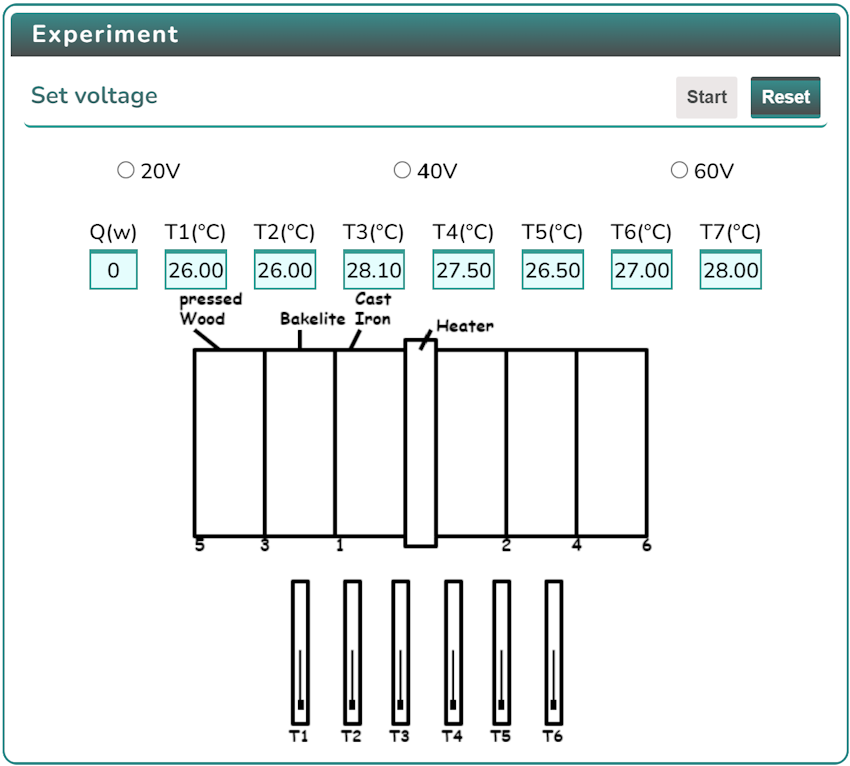 Experiment
Set voltage Start Reset
20V 40V 60V
Q(w) T1(°C) T2(°C) T3(°C) T4(°C) T5(°C) T6(°C) T7(°C)
0 26.00 26.00 28.10 27.50 26.50 27.00 28.00
pressed Cast
Wood Bakelite Iron Heater
5 3 1 2 4 6
T1 T2 T3 T4 T5 T6